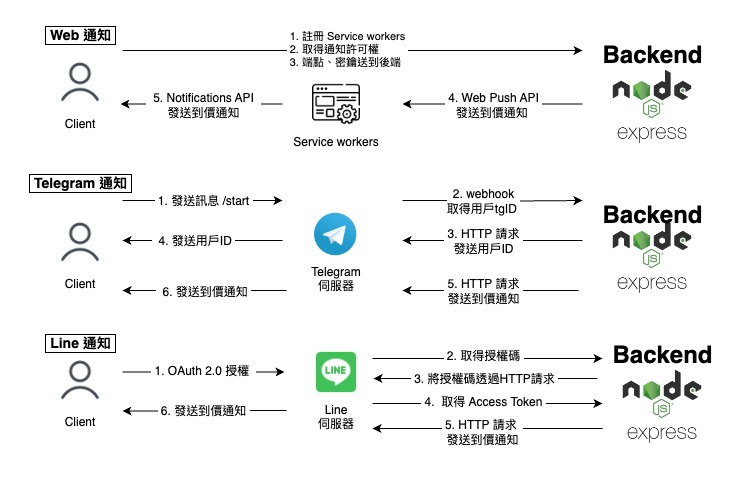 Web 通知
1. 註冊 Service workers
2. 取得通知許可權
3. 端點、密鑰送到後端
Backend
node
JS
express
5. Notifications API
發送到價通知
4. Web Push API
發送到價通知
Client
Service workers
Telegram 通知
1. 發送訊息 /start
2. webhook
取得用戶tgID
Backend
node
JS
express
4. 發送用戶ID
3. HTTP 請求
發送用戶ID
Client
Telegram
伺服器
6. 發送到價通知
5. HTTP 請求
發送到價通知
Line 通知
1. OAuth 2.0 授權
LINE
2. 取得授權碼
Backend
node
JS
express
3. 將授權碼透過HTTP請求
4. 取得 Access Token
6. 發送到價通知
Client
Line
伺服器
5. HTTP 請求
發送到價通知